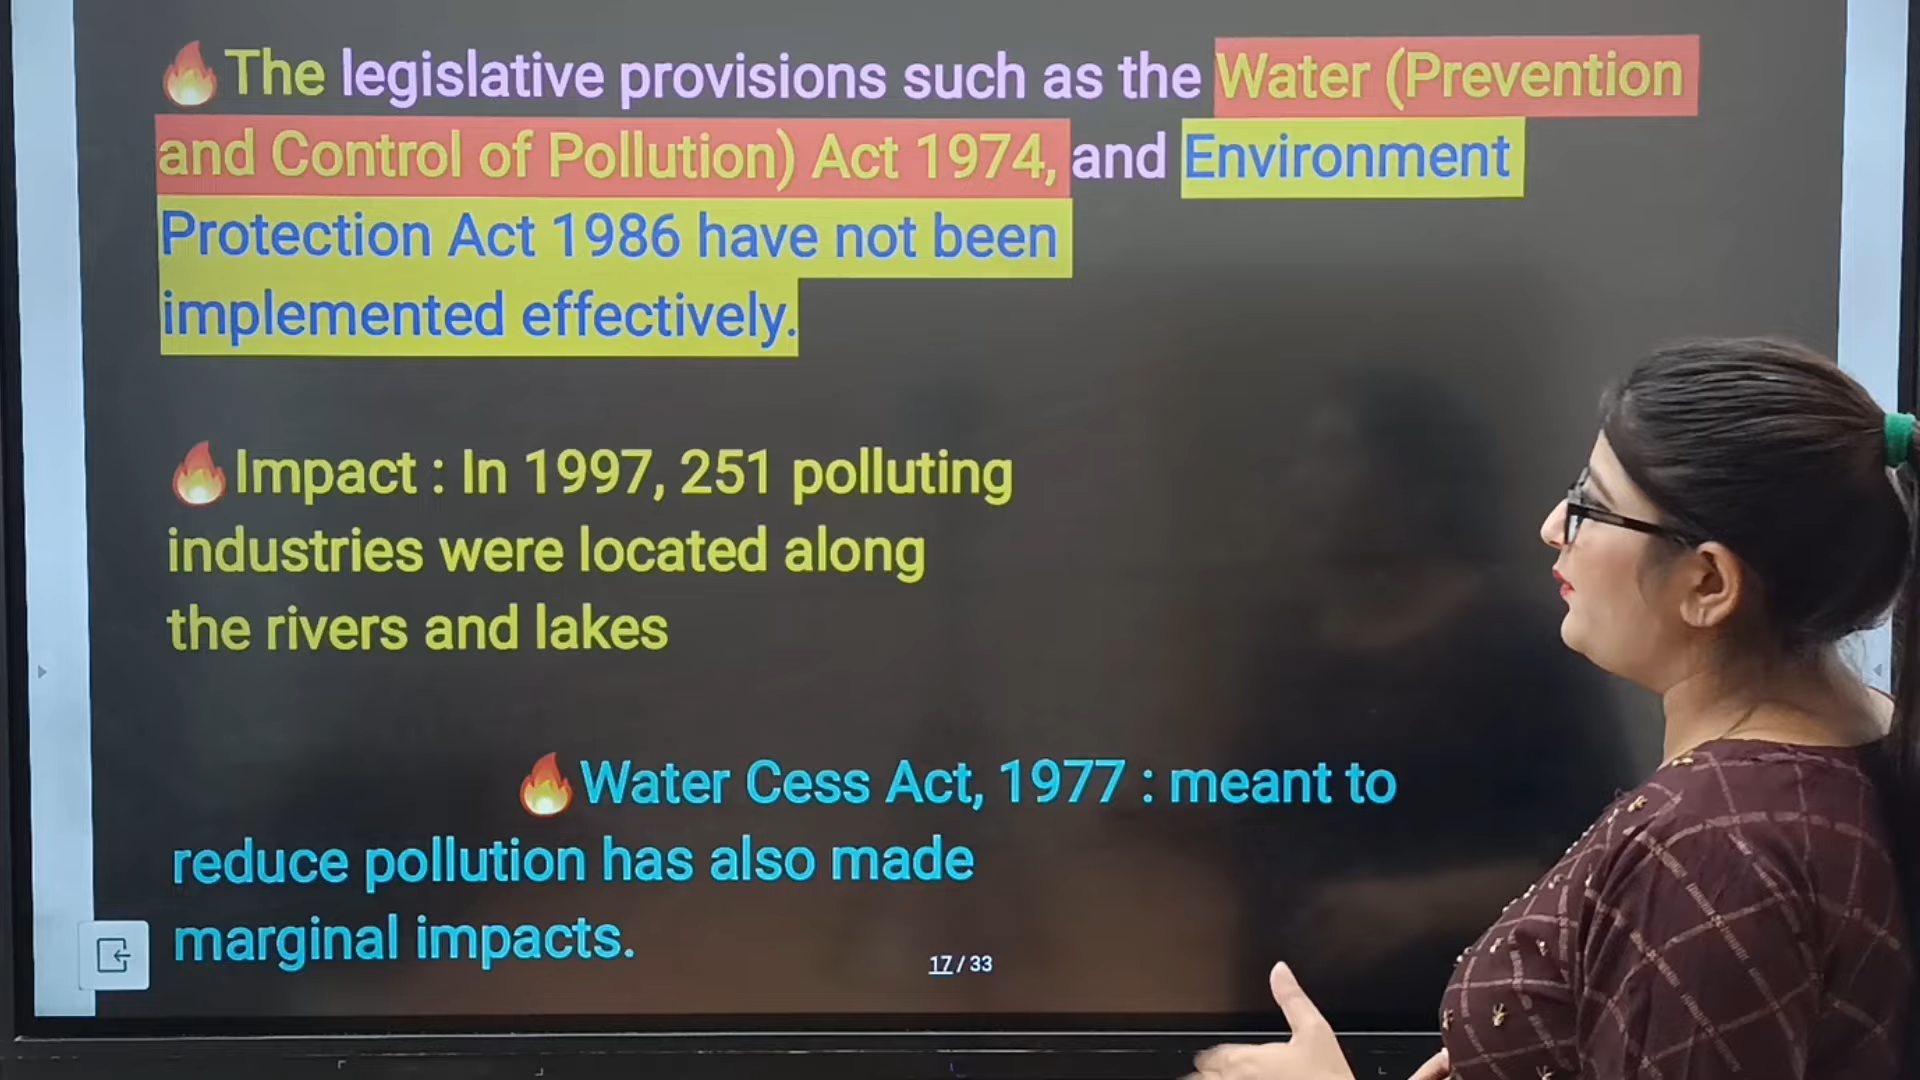 🔥The legislative provisions such as the Water (Prevention
and Control of Pollution) Act 1974, and Environment
Protection Act 1986 have not been
implemented effectively.
🔥Impact : In 1997, 251 polluting
industries were located along
the rivers and lakes
🔥Water Cess Act, 1977 : meant to
reduce pollution has also made
marginal impacts.
17/33